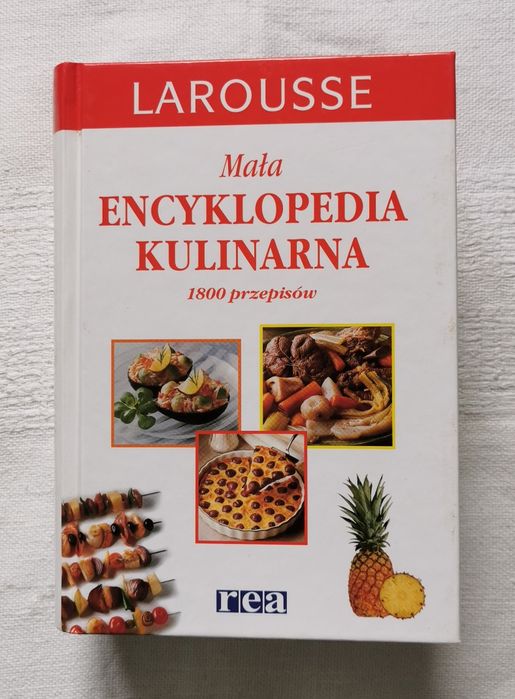 LAROUSSE
Mała
ENCYKLOPEDIA
KULINARNA
1800 przepisów
rea